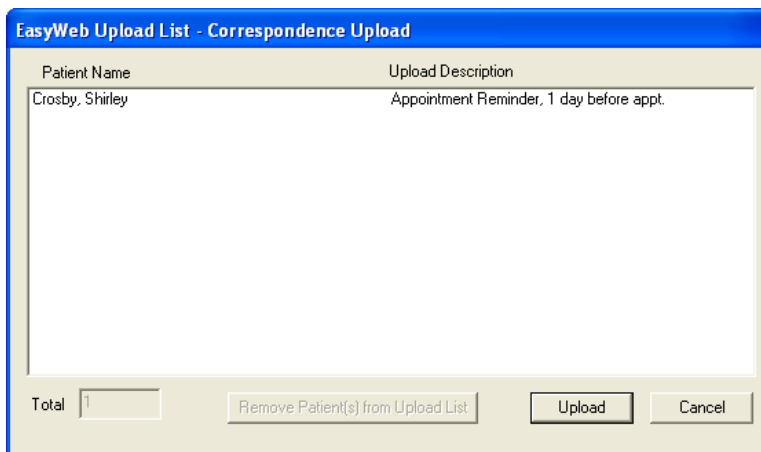 EasyWeb Upload List - Correspondence Upload
Patient Name Upload Description
Crosby, Shirley Appointment Reminder, 1 day before appt.
Total 1 Remove Patient(s) from Upload List Upload Cancel